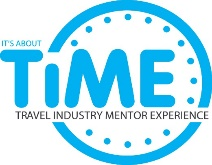 IT'S ABOUT
TiME
TRAVEL INDUSTRY MENTOR EXPERIENCE